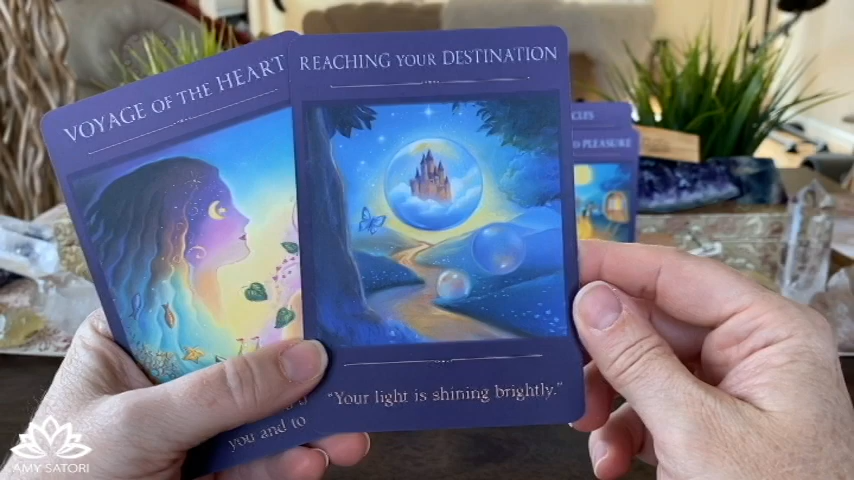 VOYAGE OF THE HEART
REACHING YOUR DESTINATION
PLEASURE
"Your light is shining brightly."
you and to
AMY SATORI